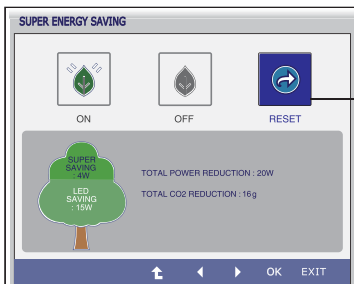 SUPER ENERGY SAVING
ON
OFF
RESET
SUPER
SAVING
: 4W
LED
SAVING
: 15W
TOTAL POWER REDUCTION : 20W
TOTAL CO2 REDUCTION : 16g
OK
EXIT